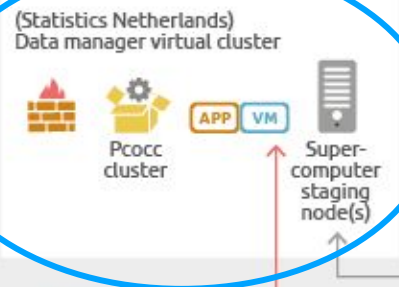 (Statistics Netherlands)
Data manager virtual cluster
APP VM
Pcocc
cluster
Super-
computer
staging
node(s)